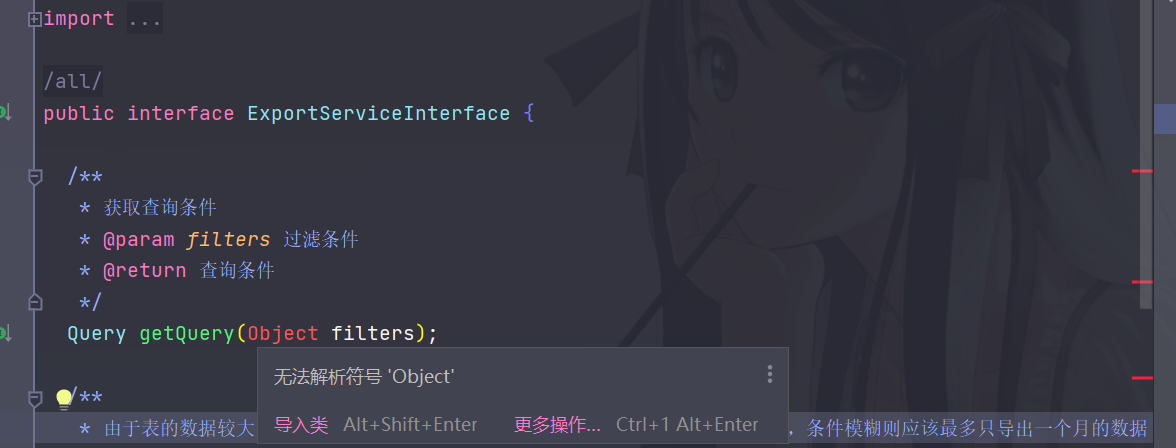 import ...
/all/
public interface ExportServiceInterface {
/**
* 获取查询条件
* @param filters 过滤条件
* @return 查询条件
*/
Query getQuery(Object filters);
无法解析符号 'Object'
导入类 Alt+Shift+Enter 更多操作... Ctrl+1 Alt+Enter
/**
* 由于表的数据较大 ，条件模糊则应该最多只导出一个月的数据